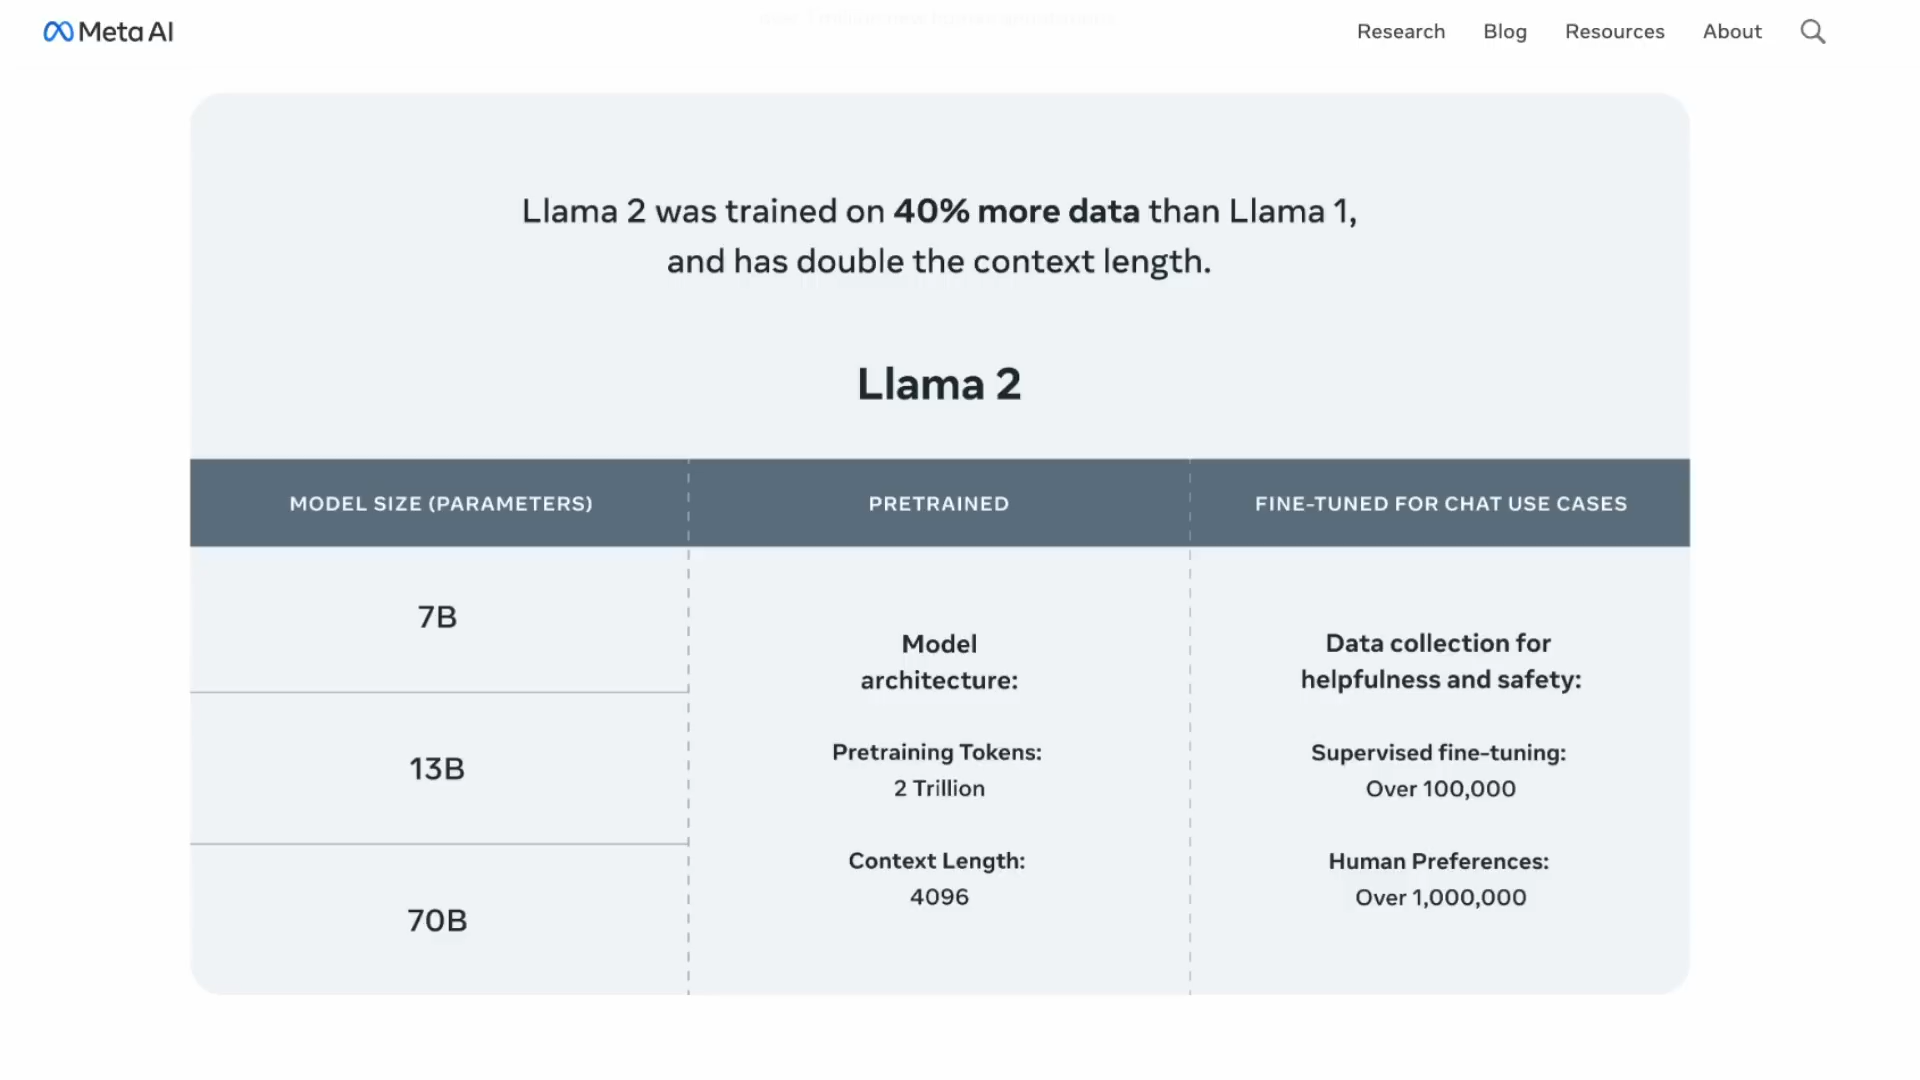 Meta AI
Research
Blog
Resources
About
Llama 2 was trained on 40% more data than Llama 1,
and has double the context length.
Llama 2
MODEL SIZE (PARAMETERS)
PRETRAINED
FINE-TUNED FOR CHAT USE CASES
7B
13B
70B
Model
architecture:
Pretraining Tokens:
2 Trillion
Context Length:
4096
Data collection for
helpfulness and safety:
Supervised fine-tuning:
Over 100,000
Human Preferences:
Over 1,000,000